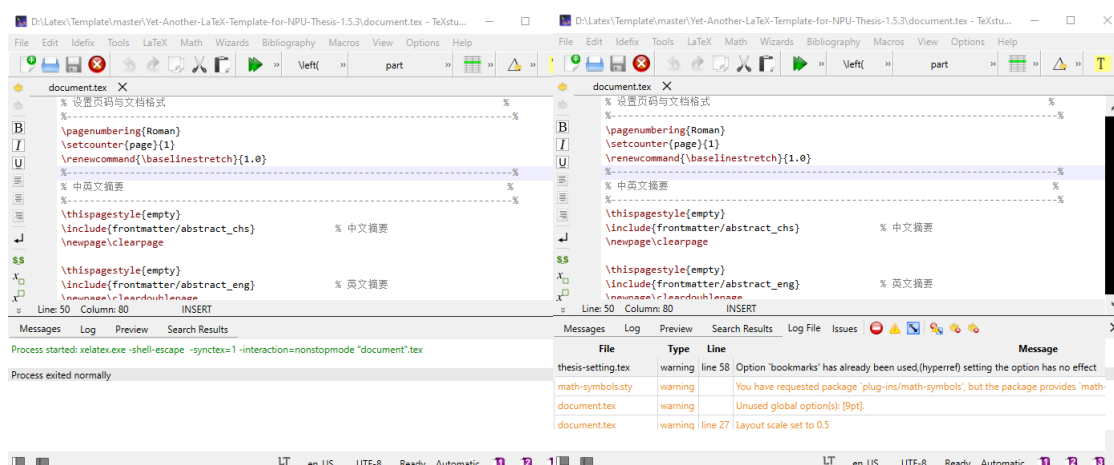 D:\Latex\Template\master\Yet-Another-LaTeX-Template-for-NPU-Thesis-1.5.3\document.tex - TeXstu...
File Edit Idefix Tools LaTeX Math Wizards Bibliography Macros View Options Help
\left( part
document.tex
% 设置页码与文档格式 %
%------------------------------------------------------------------%
\pagenumbering{Roman}
\setcounter{page}{1}
\renewcommand{\baselinestretch}{1.0}
%------------------------------------------------------------------%
% 中英文摘要 %
%------------------------------------------------------------------%
\thispagestyle{empty}
\include{frontmatter/abstract_chs} % 中文摘要
\newpage\clearpage
\thispagestyle{empty}
\include{frontmatter/abstract_eng} % 英文摘要
\newpage\cleardoublepage
Line: 50 Column: 80 INSERT
Messages Log Preview Search Results
Process started: xelatex.exe -shell-escape -synctex=1 -interaction=nonstopmode "document".tex
Process exited normally
LT en_US UTF-8 Ready Automatic
D:\Latex\Template\master\Yet-Another-LaTeX-Template-for-NPU-Thesis-1.5.3\document.tex - TeXstu...
File Edit Idefix Tools LaTeX Math Wizards Bibliography Macros View Options Help
\left( part T
document.tex
% 设置页码与文档格式 %
%------------------------------------------------------------------%
\pagenumbering{Roman}
\setcounter{page}{1}
\renewcommand{\baselinestretch}{1.0}
%------------------------------------------------------------------%
% 中英文摘要 %
%------------------------------------------------------------------%
\thispagestyle{empty}
\include{frontmatter/abstract_chs} % 中文摘要
\newpage\clearpage
\thispagestyle{empty}
\include{frontmatter/abstract_eng} % 英文摘要
\newpage\cleardoublepage
Line: 50 Column: 80 INSERT
Messages Log Preview Search Results Log File Issues
File Type Line Message
thesis-setting.tex warning line 58 Option `bookmarks' has already been used,(hyperref) setting the option has no effect
math-symbols.sty warning You have requested package `plug-ins/math-symbols', but the package provides `math-
document.tex warning Unused global option(s): [9pt].
document.tex warning line 27 Layout scale set to 0.5
LT en_US UTF-8 Ready Automatic